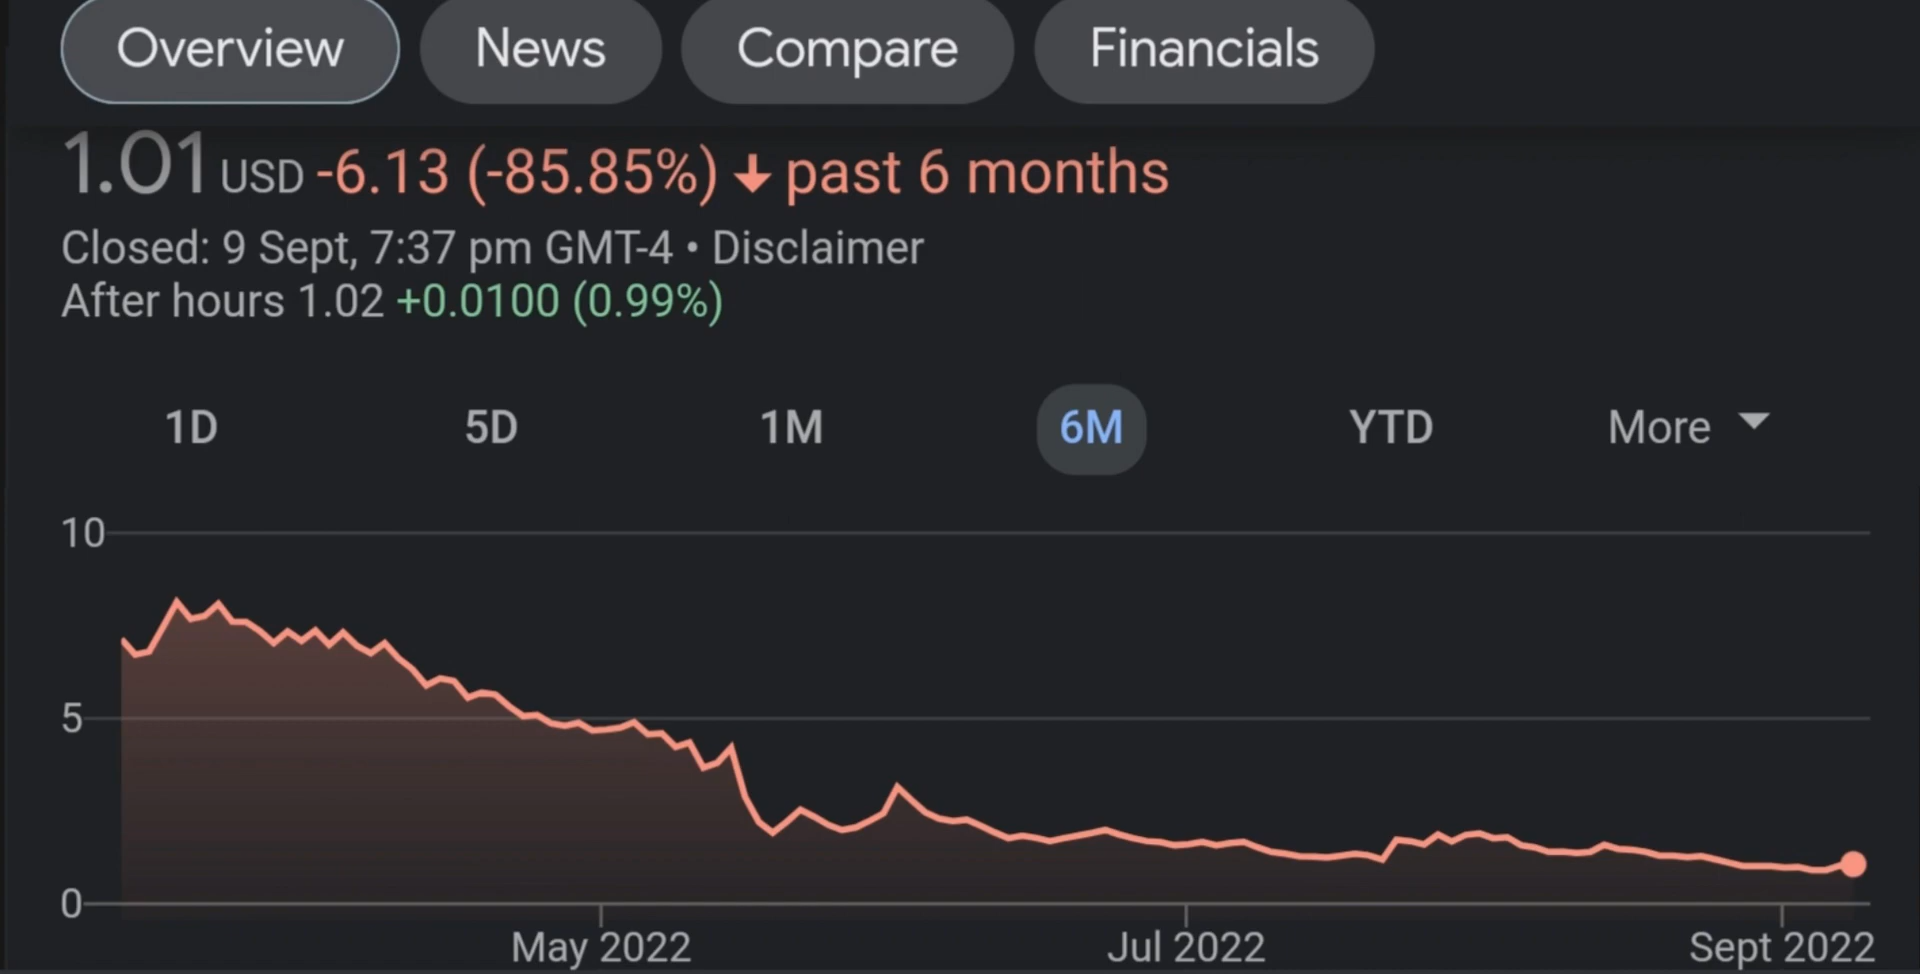 Overview News Compare Financials
1.01 USD -6.13 (-85.85%) ↓ past 6 months
Closed: 9 Sept, 7:37 pm GMT-4 • Disclaimer
After hours 1.02 +0.0100 (0.99%)
1D 5D 1M 6M YTD More
10
5
0
May 2022 Jul 2022 Sept 2022